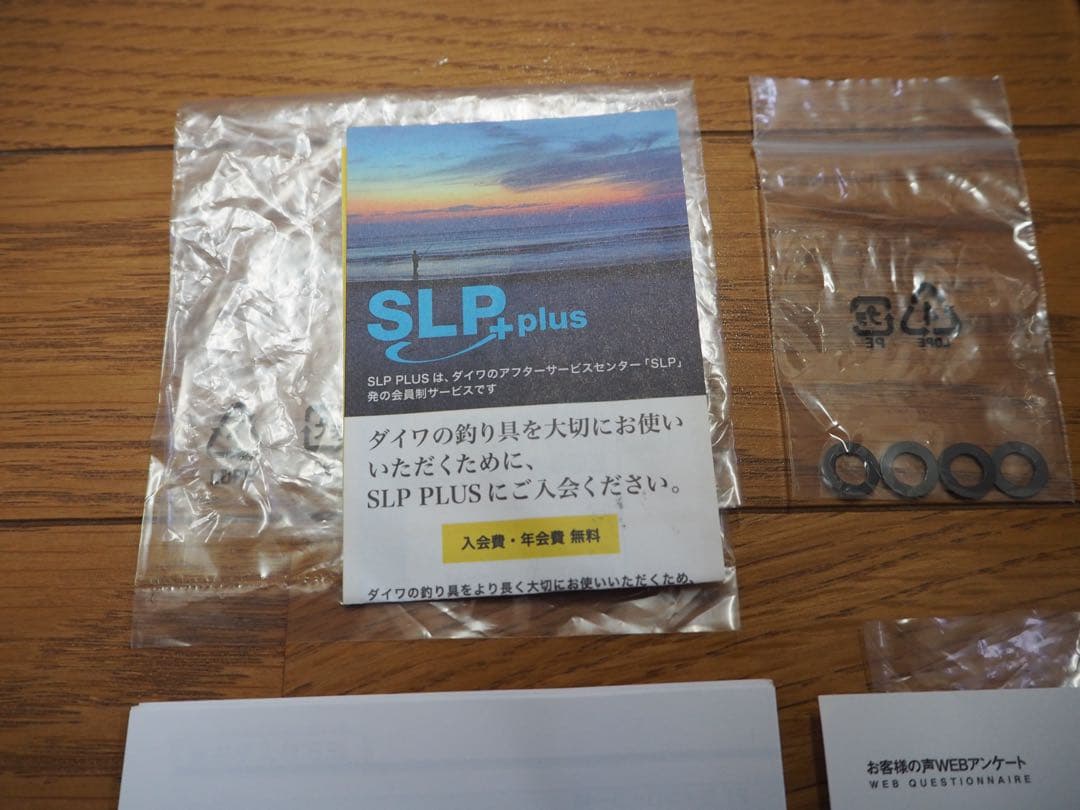 SLP+plus
SLP PLUS は、ダイワのアフターサービスセンター「SLP」
発の会員制サービスです
ダイワの釣り具を大切にお使い
いただくために、
SLP PLUS にご入会ください。
入会費・年会費 無料
ダイワの釣り具をより長く大切にお使いいただくため、
プラ
PE
LDPE
お客様の声WEBアンケート
WEB QUESTIONNAIRE